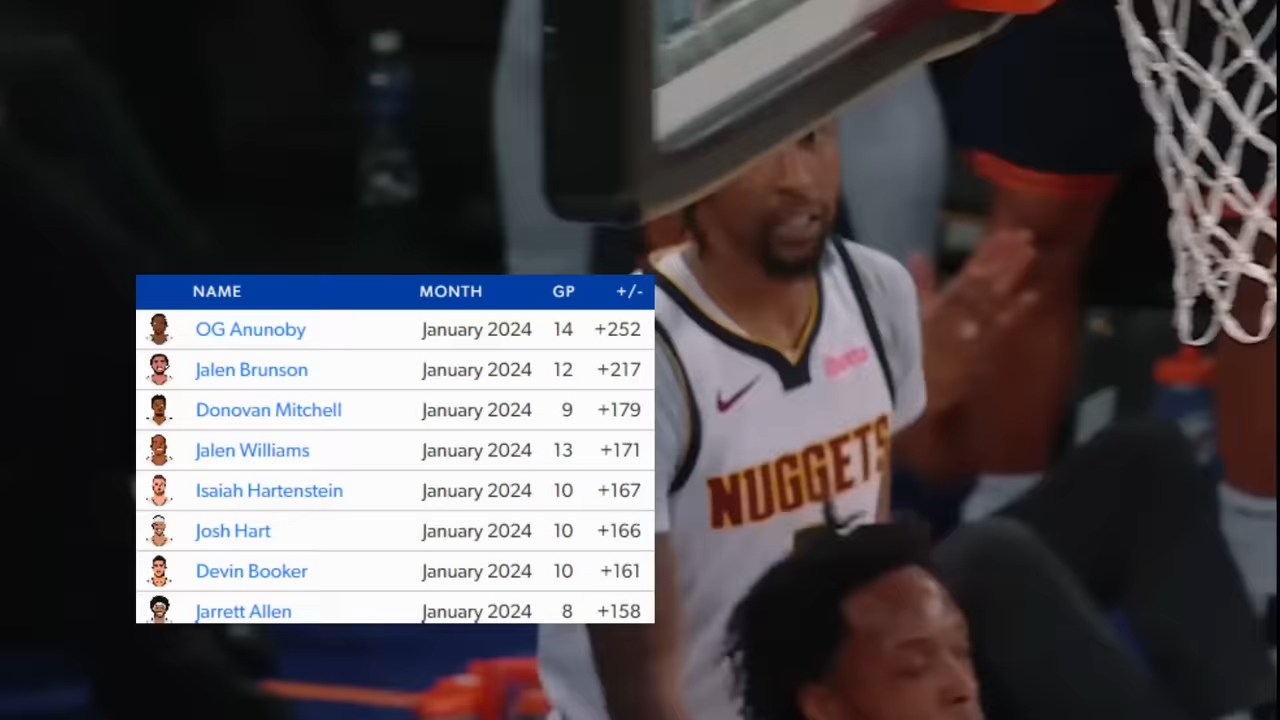 NAME MONTH GP +/-
OG Anunoby January 2024 14 +252
Jalen Brunson January 2024 12 +217
Donovan Mitchell January 2024 9 +179
Jalen Williams January 2024 13 +171
Isaiah Hartenstein January 2024 10 +167
Josh Hart January 2024 10 +166
Devin Booker January 2024 10 +161
Jarrett Allen January 2024 8 +158
NUGGETS